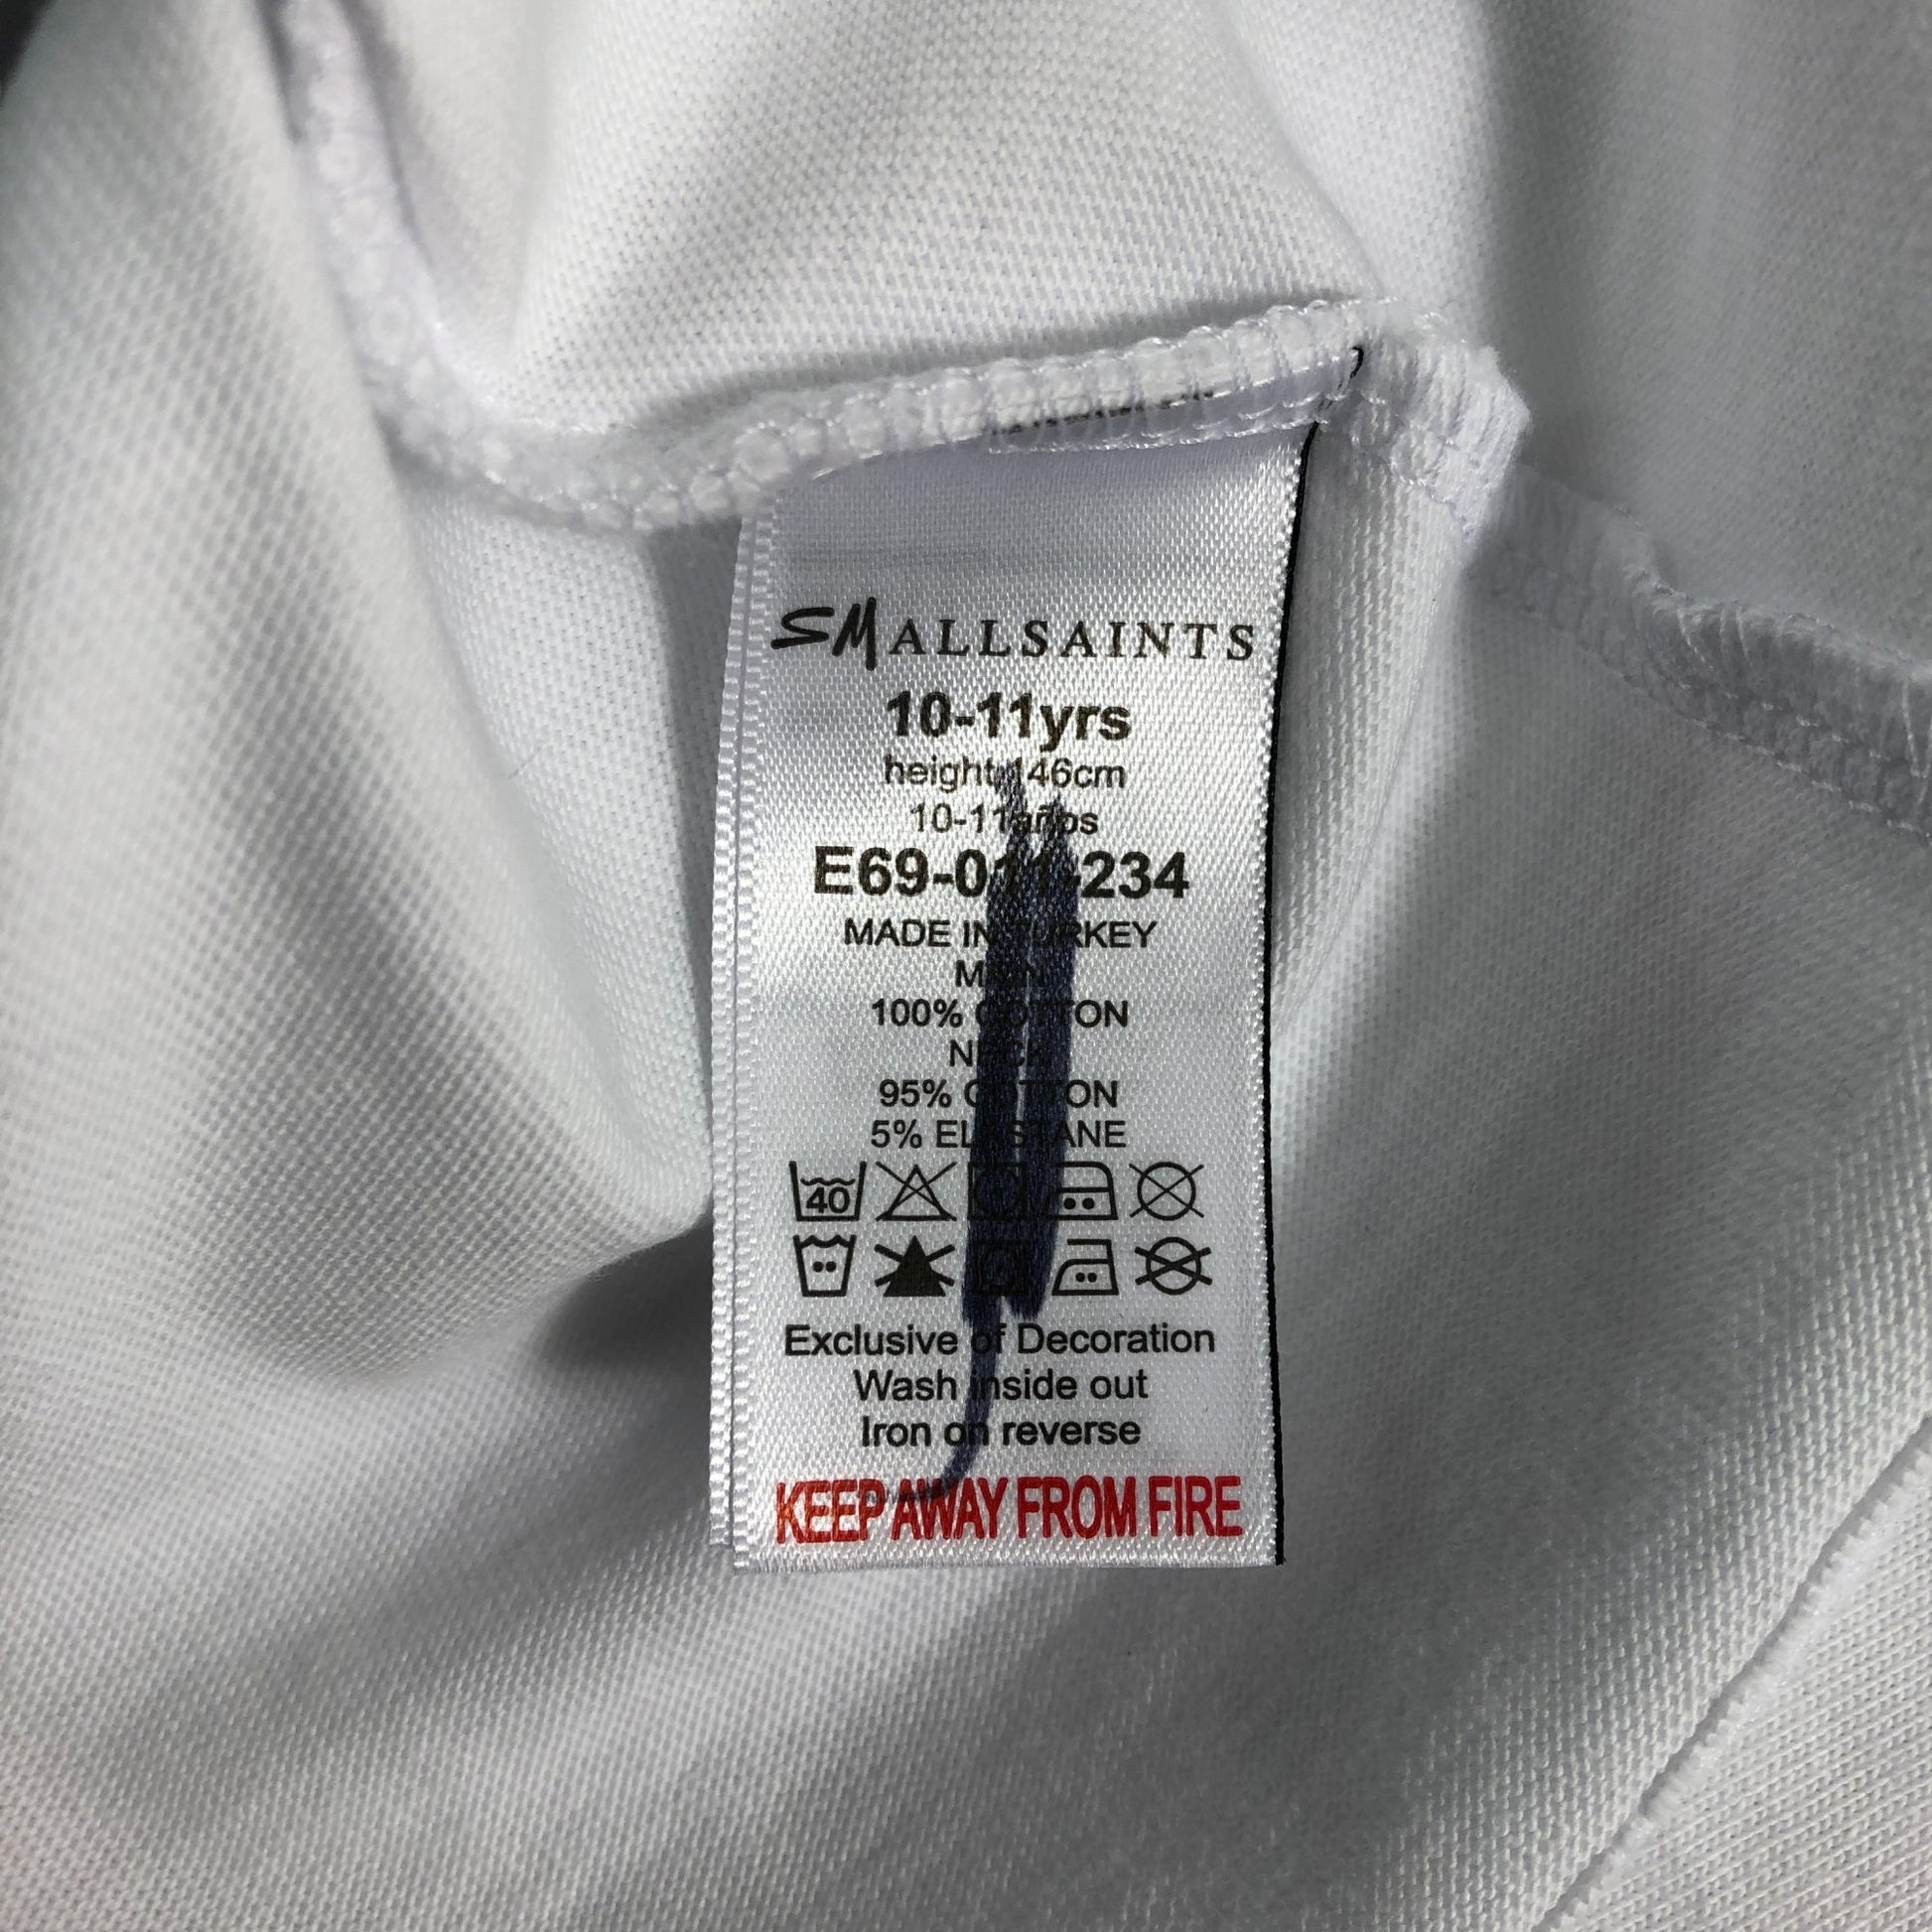 SMALLSAINTS
10-11yrs
height 146cm
10-11años
E69-011-234
MADE IN TURKEY
MAIN
100% COTTON
NECK
95% COTTON
5% ELASTANE
40
Exclusive of Decoration
Wash inside out
Iron on reverse
KEEP AWAY FROM FIRE